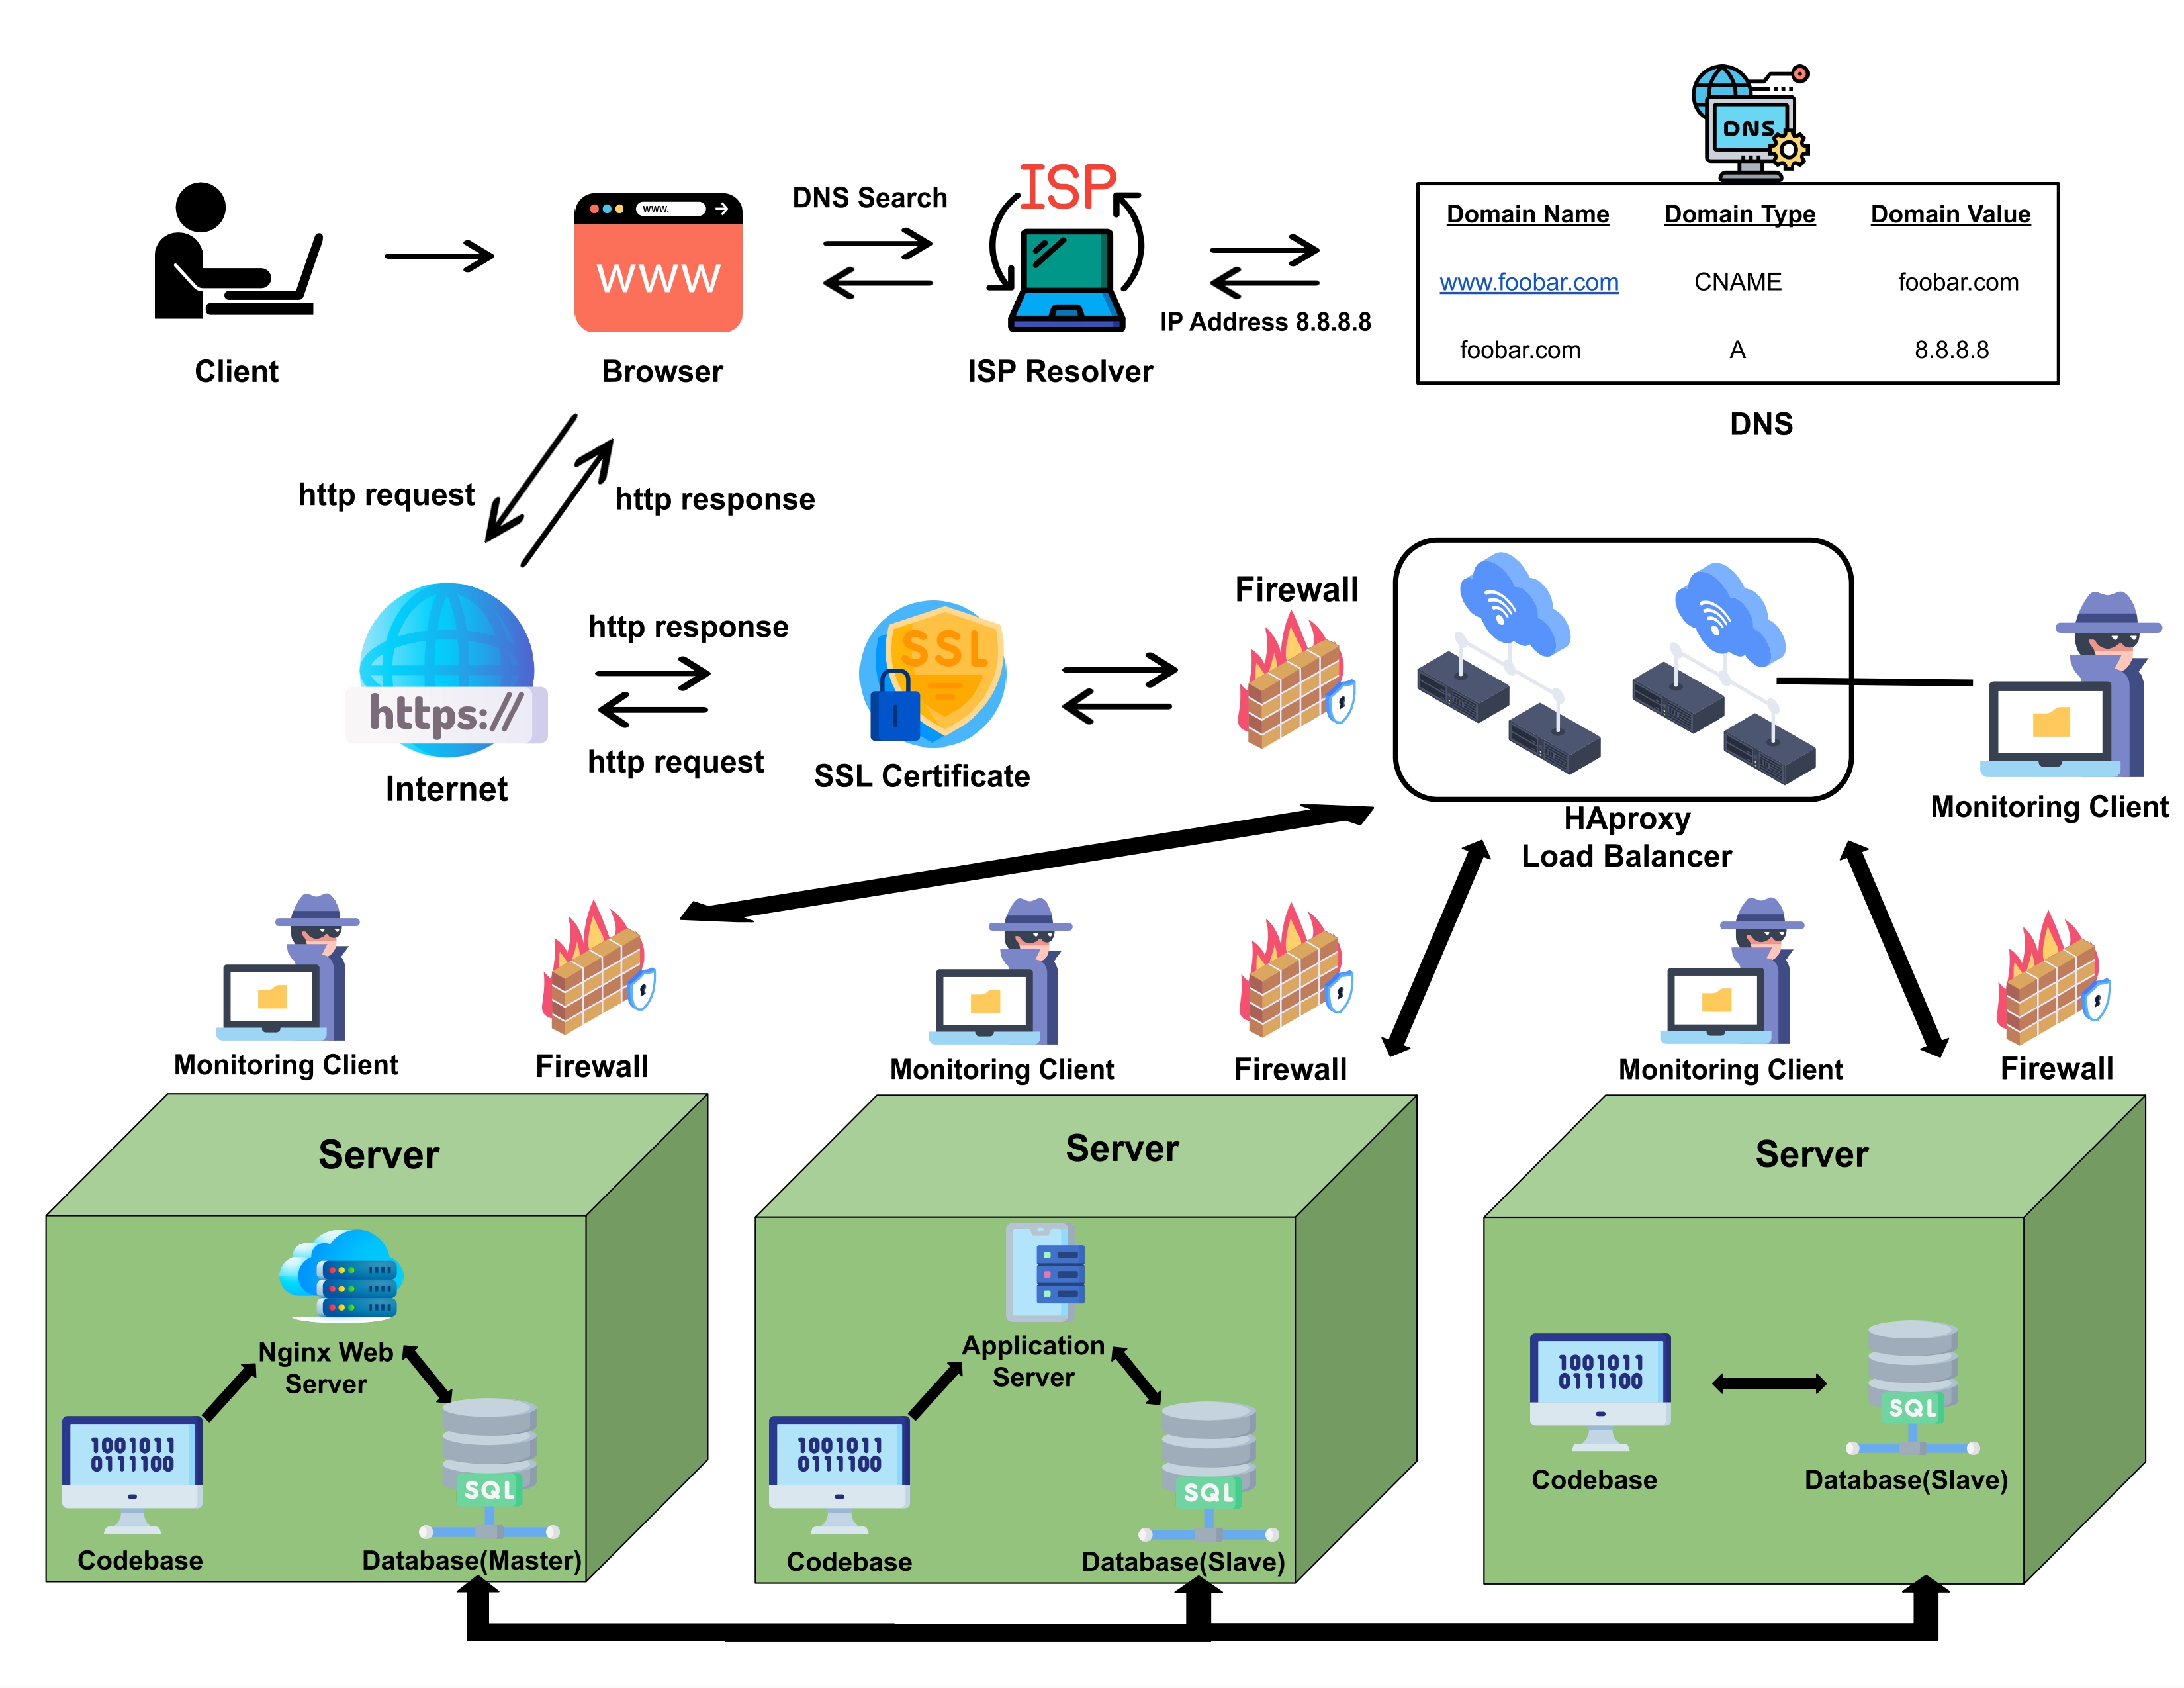 DNS
Domain Name Domain Type Domain Value
www.foobar.com CNAME foobar.com
foobar.com A 8.8.8.8
DNS
ISP
DNS Search
www.
WWW
IP Address 8.8.8.8
Client
Browser
ISP Resolver
http request
http response
Firewall
http response
SSL
https://
http request
Internet
SSL Certificate
HAproxy
Load Balancer
Monitoring Client
Monitoring Client
Firewall
Monitoring Client
Firewall
Monitoring Client
Firewall
Server
Nginx Web
Server
1001011
0111100
SQL
Codebase
Database(Master)
Server
Application
Server
1001011
0111100
SQL
Codebase
Database(Slave)
Server
1001011
0111100
SQL
Codebase
Database(Slave)